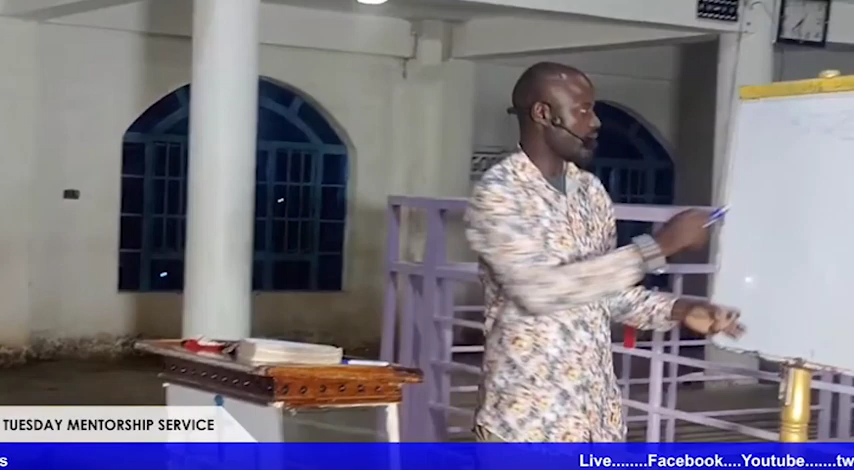 TUESDAY MENTORSHIP SERVICE
s Live........Facebook....Youtube.......tw